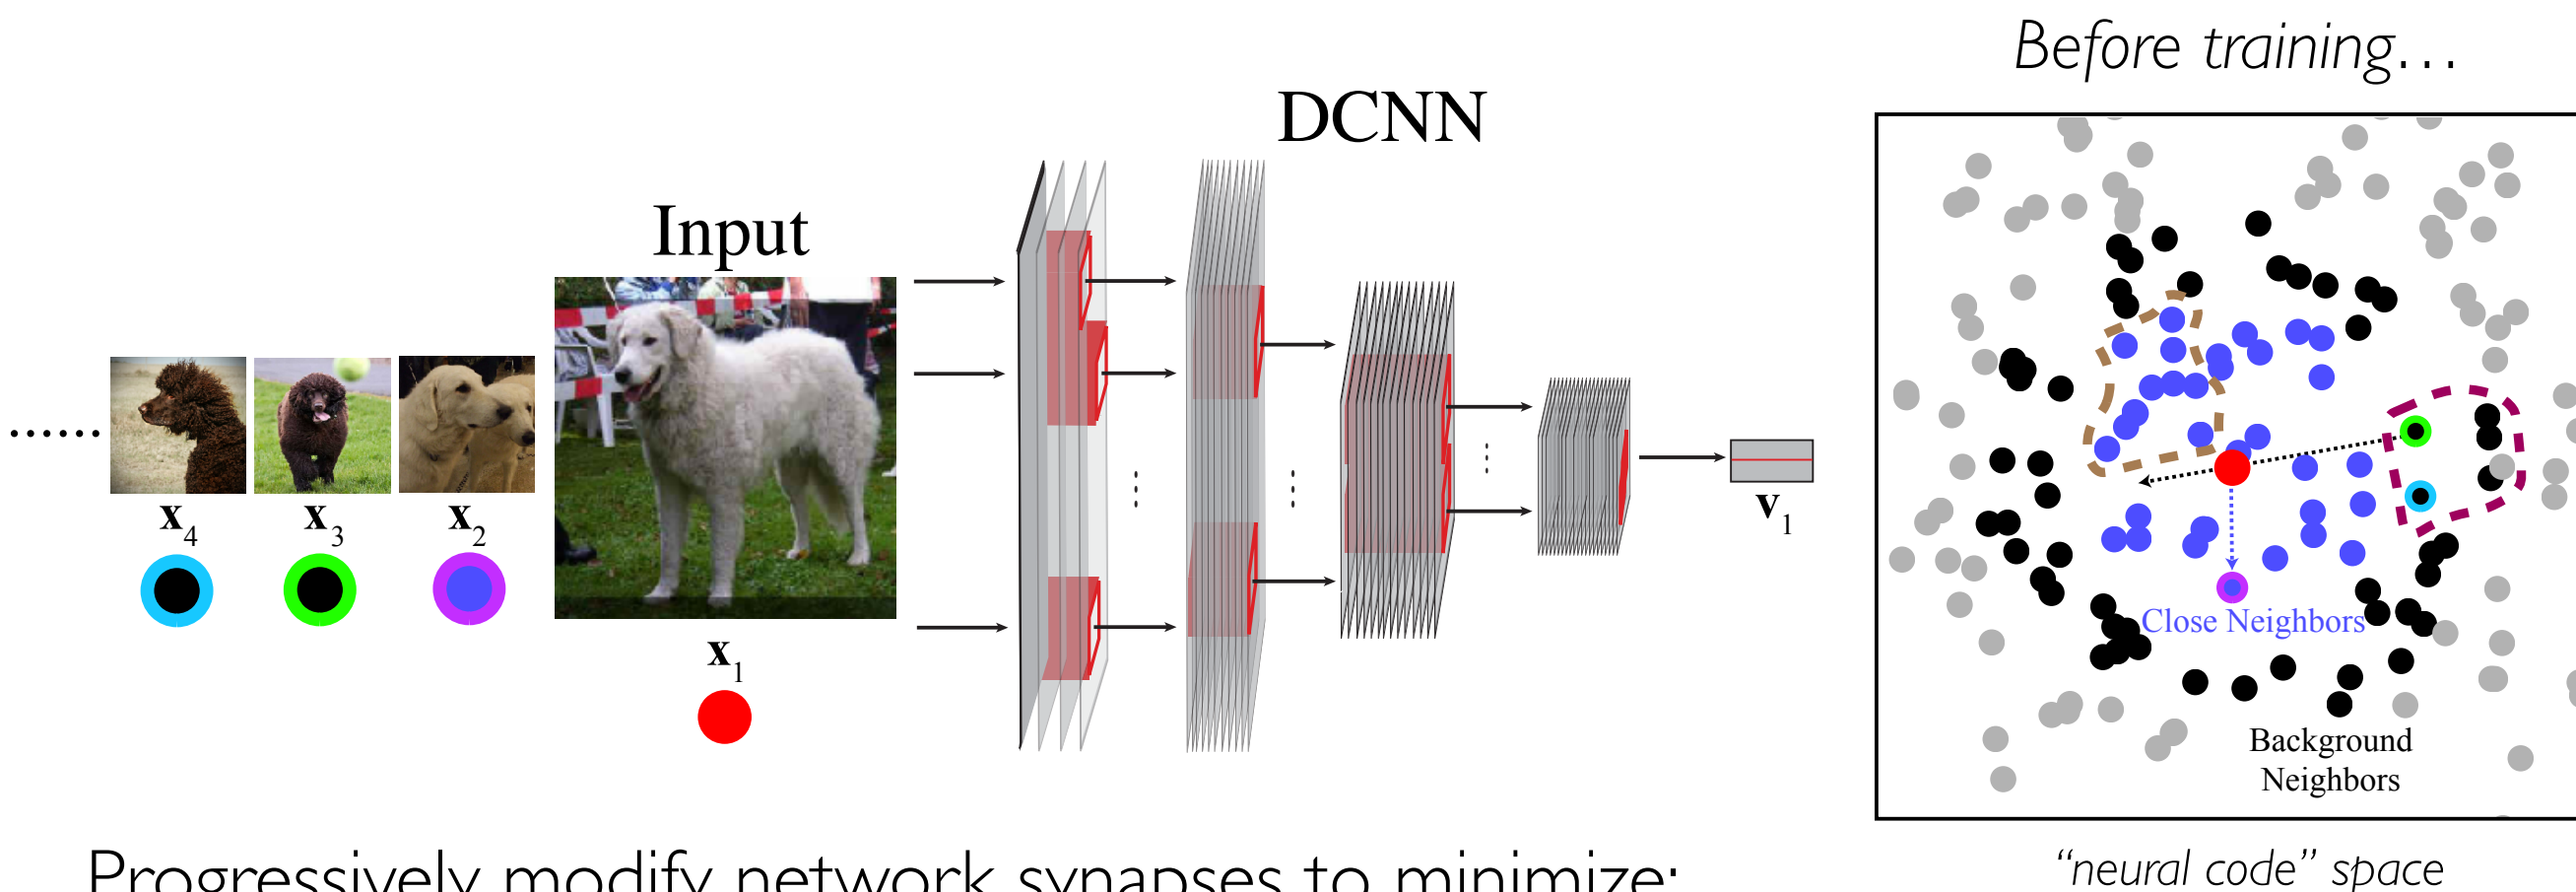 Before training…
DCNN
Input
......
x4
x3
x2
x1
v1
Close Neighbors
Background
Neighbors
Progressively modify network synapses to minimize:
“neural code” space